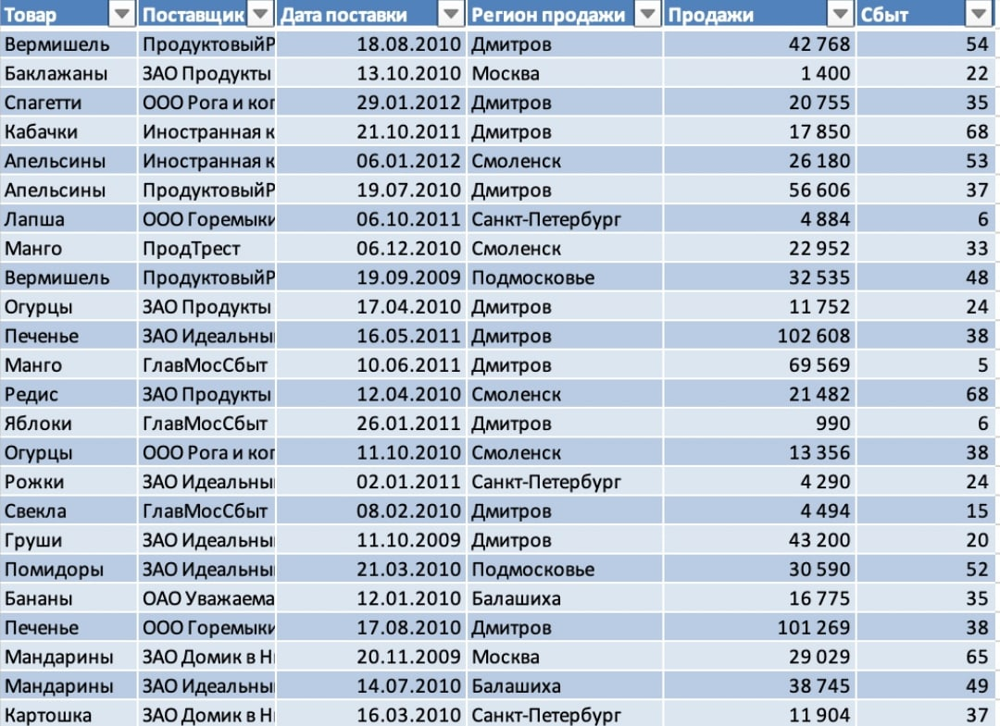 Товар Поставщик Дата поставки Регион продажи Продажи Сбыт
Вермишель ПродуктовыйР 18.08.2010 Дмитров 42 768 54
Баклажаны ЗАО Продукты 13.10.2010 Москва 1 400 22
Спагетти ООО Рога и коп 29.01.2012 Дмитров 20 755 35
Кабачки Иностранная к 21.10.2011 Дмитров 17 850 68
Апельсины Иностранная к 06.01.2012 Смоленск 26 180 53
Апельсины ПродуктовыйР 19.07.2010 Дмитров 56 606 37
Лапша ООО Горемыки 06.10.2011 Санкт-Петербург 4 884 6
Манго ПродТрест 06.12.2010 Смоленск 22 952 33
Вермишель ПродуктовыйР 19.09.2009 Подмосковье 32 535 48
Огурцы ЗАО Продукты 17.04.2010 Дмитров 11 752 24
Печенье ЗАО Идеальны 16.05.2011 Дмитров 102 608 38
Манго ГлавМосСбыт 10.06.2011 Дмитров 69 569 5
Редис ЗАО Продукты 12.04.2010 Смоленск 21 482 68
Яблоки ГлавМосСбыт 26.01.2011 Дмитров 990 6
Огурцы ООО Рога и коп 11.10.2010 Смоленск 13 356 38
Рожки ЗАО Идеальны 02.01.2011 Санкт-Петербург 4 290 24
Свекла ГлавМосСбыт 08.02.2010 Дмитров 4 494 15
Груши ЗАО Идеальны 11.10.2009 Дмитров 43 200 20
Помидоры ЗАО Идеальны 21.03.2010 Подмосковье 30 590 52
Бананы ОАО Уважаема 12.01.2010 Балашиха 16 775 35
Печенье ООО Горемыки 17.08.2010 Дмитров 101 269 38
Мандарины ЗАО Домик в Н 20.11.2009 Москва 29 029 65
Мандарины ЗАО Идеальны 14.07.2010 Балашиха 38 745 49
Картошка ЗАО Домик в Н 16.03.2010 Санкт-Петербург 11 904 37